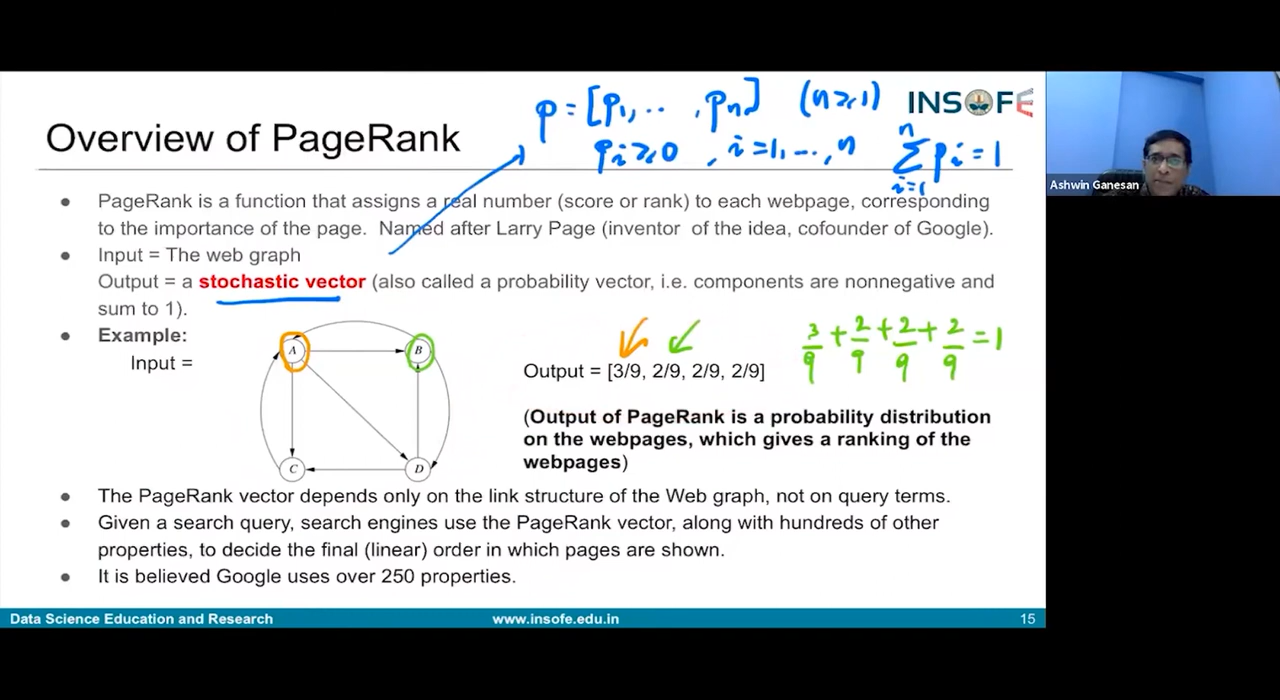 p = [p1, .. , pn] (n ≥ 1)
INSOFE
Overview of PageRank
pi ≥ 0 , i = 1, ..., n
n
∑ pi = 1
i=1
Ashwin Ganesan
● PageRank is a function that assigns a real number (score or rank) to each webpage, corresponding
to the importance of the page. Named after Larry Page (inventor of the idea, cofounder of Google).
● Input = The web graph
Output = a stochastic vector (also called a probability vector, i.e. components are nonnegative and
sum to 1).
● Example:
Input =
A
B
C
D
Output = [3/9, 2/9, 2/9, 2/9]
3/9 + 2/9 + 2/9 + 2/9 = 1
(Output of PageRank is a probability distribution
on the webpages, which gives a ranking of the
webpages)
● The PageRank vector depends only on the link structure of the Web graph, not on query terms.
● Given a search query, search engines use the PageRank vector, along with hundreds of other
properties, to decide the final (linear) order in which pages are shown.
● It is believed Google uses over 250 properties.
Data Science Education and Research
www.insofe.edu.in
15